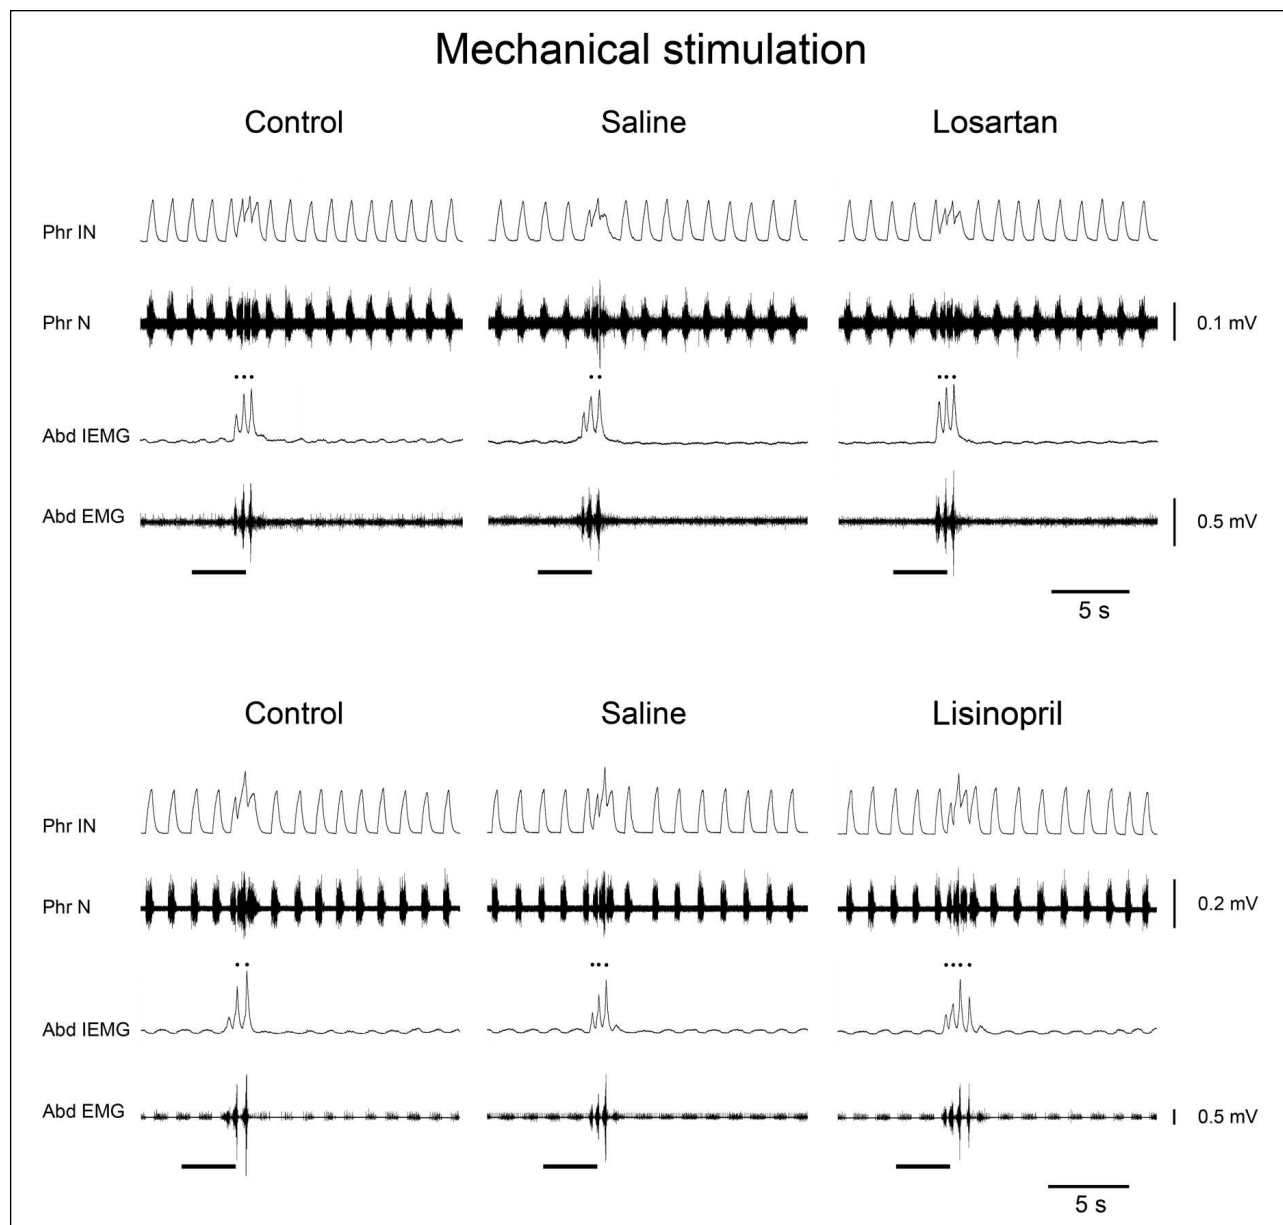 Mechanical stimulation
Control
Saline
Losartan
Phr IN
Phr N
0.1 mV
Abd IEMG
Abd EMG
0.5 mV
5 s
Control
Saline
Lisinopril
Phr IN
Phr N
0.2 mV
Abd IEMG
Abd EMG
0.5 mV
5 s